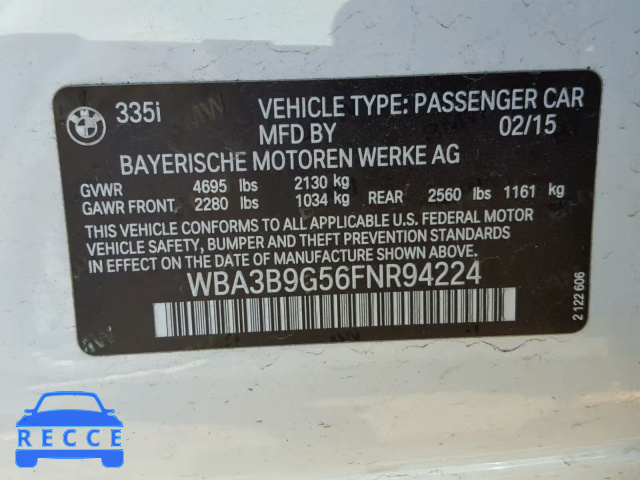 335i VEHICLE TYPE: PASSENGER CAR
MFD BY 02/15
BAYERISCHE MOTOREN WERKE AG
GVWR 4695 lbs 2130 kg
GAWR FRONT 2280 lbs 1034 kg REAR 2560 lbs 1161 kg
THIS VEHICLE CONFORMS TO ALL APPLICABLE U.S. FEDERAL MOTOR
VEHICLE SAFETY, BUMPER AND THEFT PREVENTION STANDARDS
IN EFFECT ON THE DATE OF MANUFACTURE SHOWN ABOVE.
WBA3B9G56FNR94224
2 122 606
RECCE